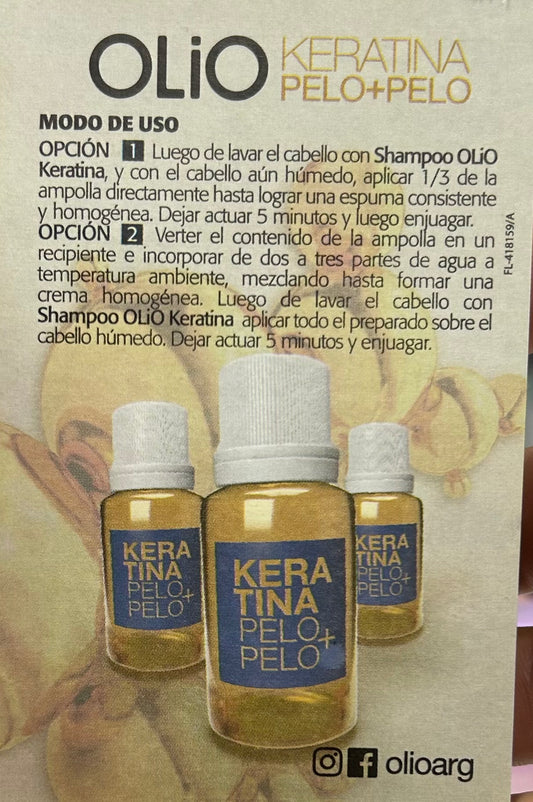 OLiO KERATINA
PELO+PELO
MODO DE USO
OPCIÓN 1 Luego de lavar el cabello con Shampoo OLiO
Keratina, y con el cabello aún húmedo, aplicar 1/3 de la
ampolla directamente hasta lograr una espuma consistente
y homogénea. Dejar actuar 5 minutos y luego enjuagar.
OPCIÓN 2 Verter el contenido de la ampolla en un
recipiente e incorporar de dos a tres partes de agua a
temperatura ambiente, mezclando hasta formar una
crema homogénea. Luego de lavar el cabello con
Shampoo OLiO Keratina aplicar todo el preparado sobre el
cabello húmedo. Dejar actuar 5 minutos y enjuagar.
FL-418159/A
KERA
TINA
PELO+
PELO
KERA
TINA
PELO+
PELO
KERA
TINA
PELO+
PELO
olioarg